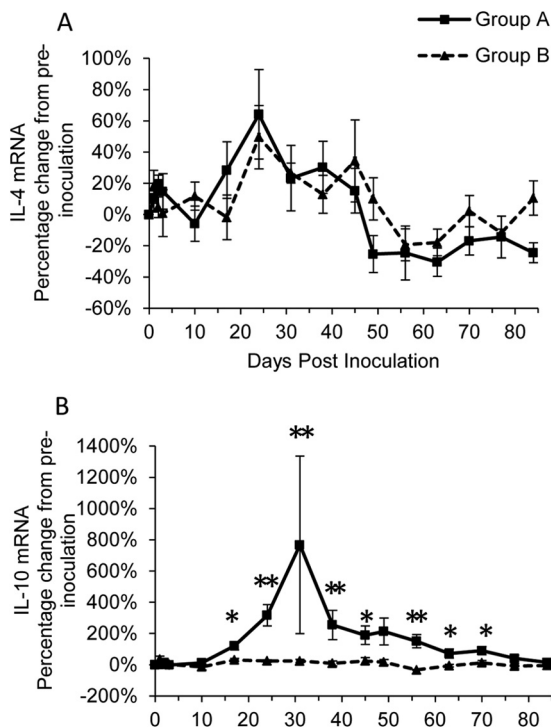 A
Group A
Group B
IL-4 mRNA
Percentage change from pre-
inoculation
100%
80%
60%
40%
20%
0%
-20%
-40%
-60%
0 10 20 30 40 50 60 70 80
Days Post Inoculation
B
IL-10 mRNA
Percentage change from pre-
inoculation
1400%
1200%
1000%
800%
600%
400%
200%
0%
-200%
* ** ** ** * ** * *
0 10 20 30 40 50 60 70 80